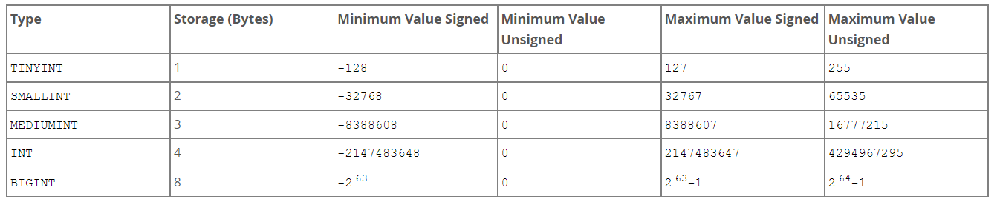 Type Storage (Bytes) Minimum Value Signed Minimum Value Unsigned Maximum Value Signed Maximum Value Unsigned
TINYINT 1 -128 0 127 255
SMALLINT 2 -32768 0 32767 65535
MEDIUMINT 3 -8388608 0 8388607 16777215
INT 4 -2147483648 0 2147483647 4294967295
BIGINT 8 -2 63 0 2 63-1 2 64-1